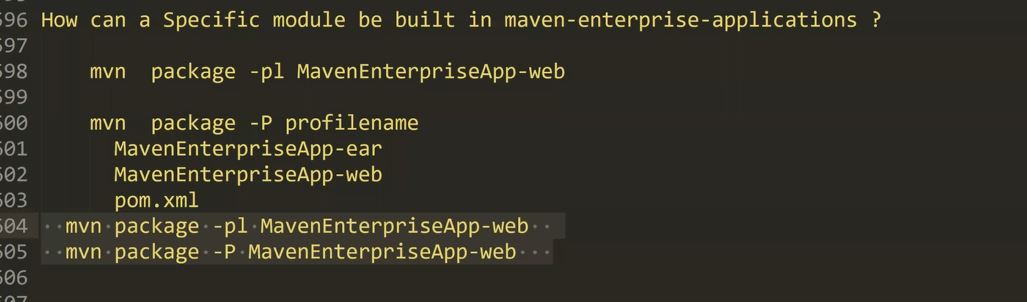 596 How can a Specific module be built in maven-enterprise-applications ?
597
598 mvn  package -pl MavenEnterpriseApp-web
599
600 mvn  package -P profilename
601 MavenEnterpriseApp-ear
602 MavenEnterpriseApp-web
603 pom.xml
604 mvn package -pl MavenEnterpriseApp-web
605 mvn package -P MavenEnterpriseApp-web
606